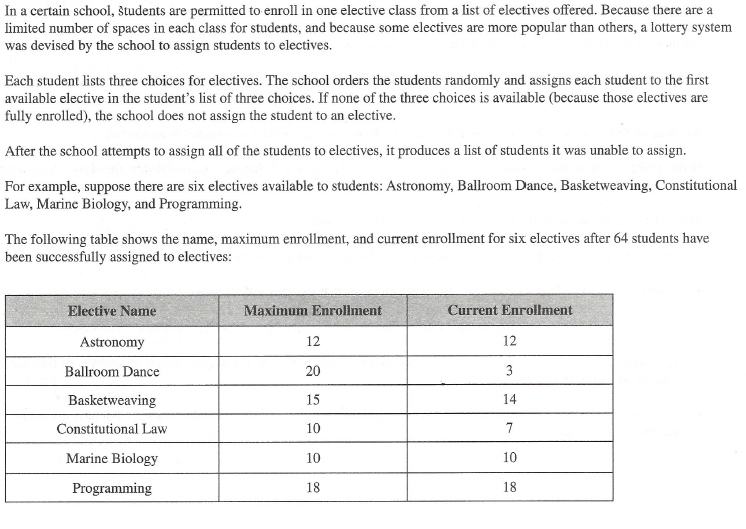 In a certain school, students are permitted to enroll in one elective class from a list of electives offered. Because there are a
limited number of spaces in each class for students, and because some electives are more popular than others, a lottery system
was devised by the school to assign students to electives.
Each student lists three choices for electives. The school orders the students randomly and assigns each student to the first
available elective in the student's list of three choices. If none of the three choices is available (because those electives are
fully enrolled), the school does not assign the student to an elective.
After the school attempts to assign all of the students to electives, it produces a list of students it was unable to assign.
For example, suppose there are six electives available to students: Astronomy, Ballroom Dance, Basketweaving, Constitutional
Law, Marine Biology, and Programming.
The following table shows the name, maximum enrollment, and current enrollment for six electives after 64 students have
been successfully assigned to electives:
Elective Name Maximum Enrollment Current Enrollment
Astronomy 12 12
Ballroom Dance 20 3
Basketweaving 15 14
Constitutional Law 10 7
Marine Biology 10 10
Programming 18 18